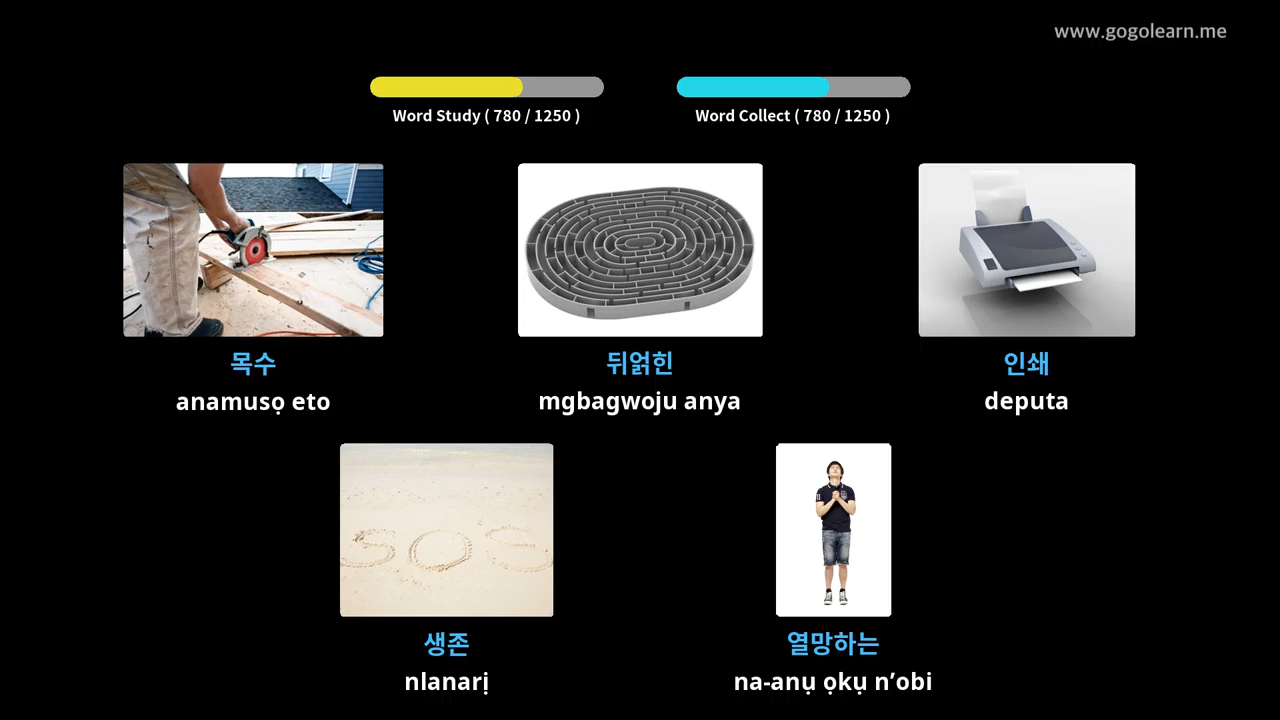 www.gogolearn.me
Word Study ( 780 / 1250 )
Word Collect ( 780 / 1250 )
목수
anamusọ eto
뒤얽힌
mgbagwoju anya
인쇄
deputa
SOS
생존
nlanarị
열망하는
na-anụ ọkụ n’obi